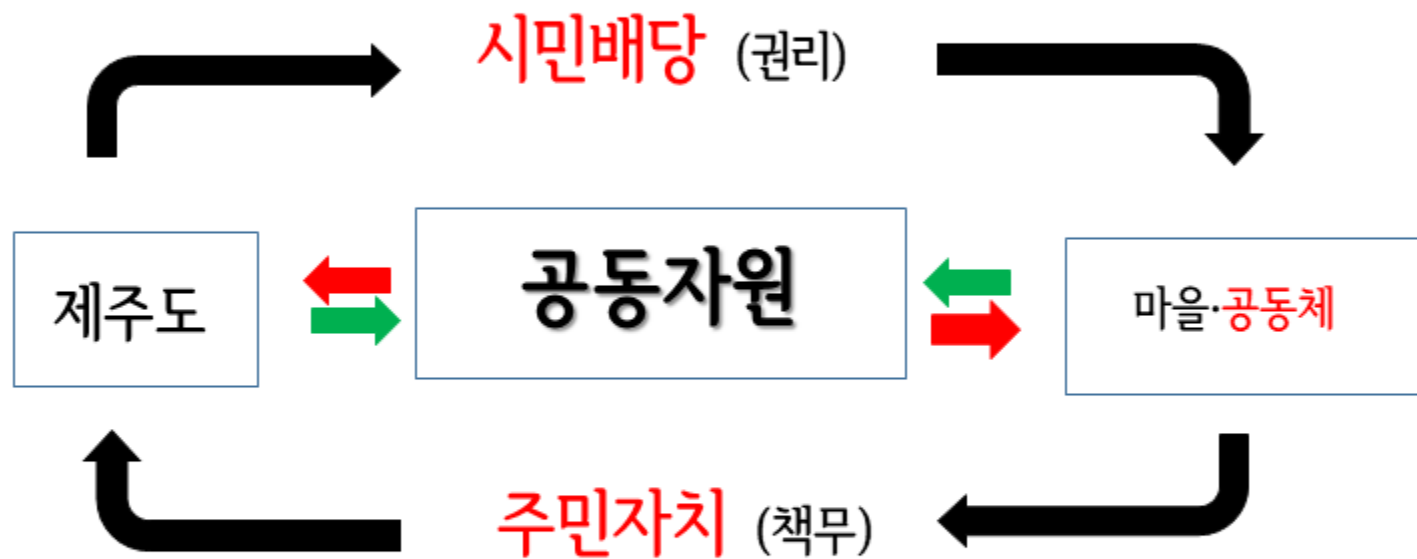 시민배당 (권리)
제주도
공동자원
마을·공동체
주민자치 (책무)